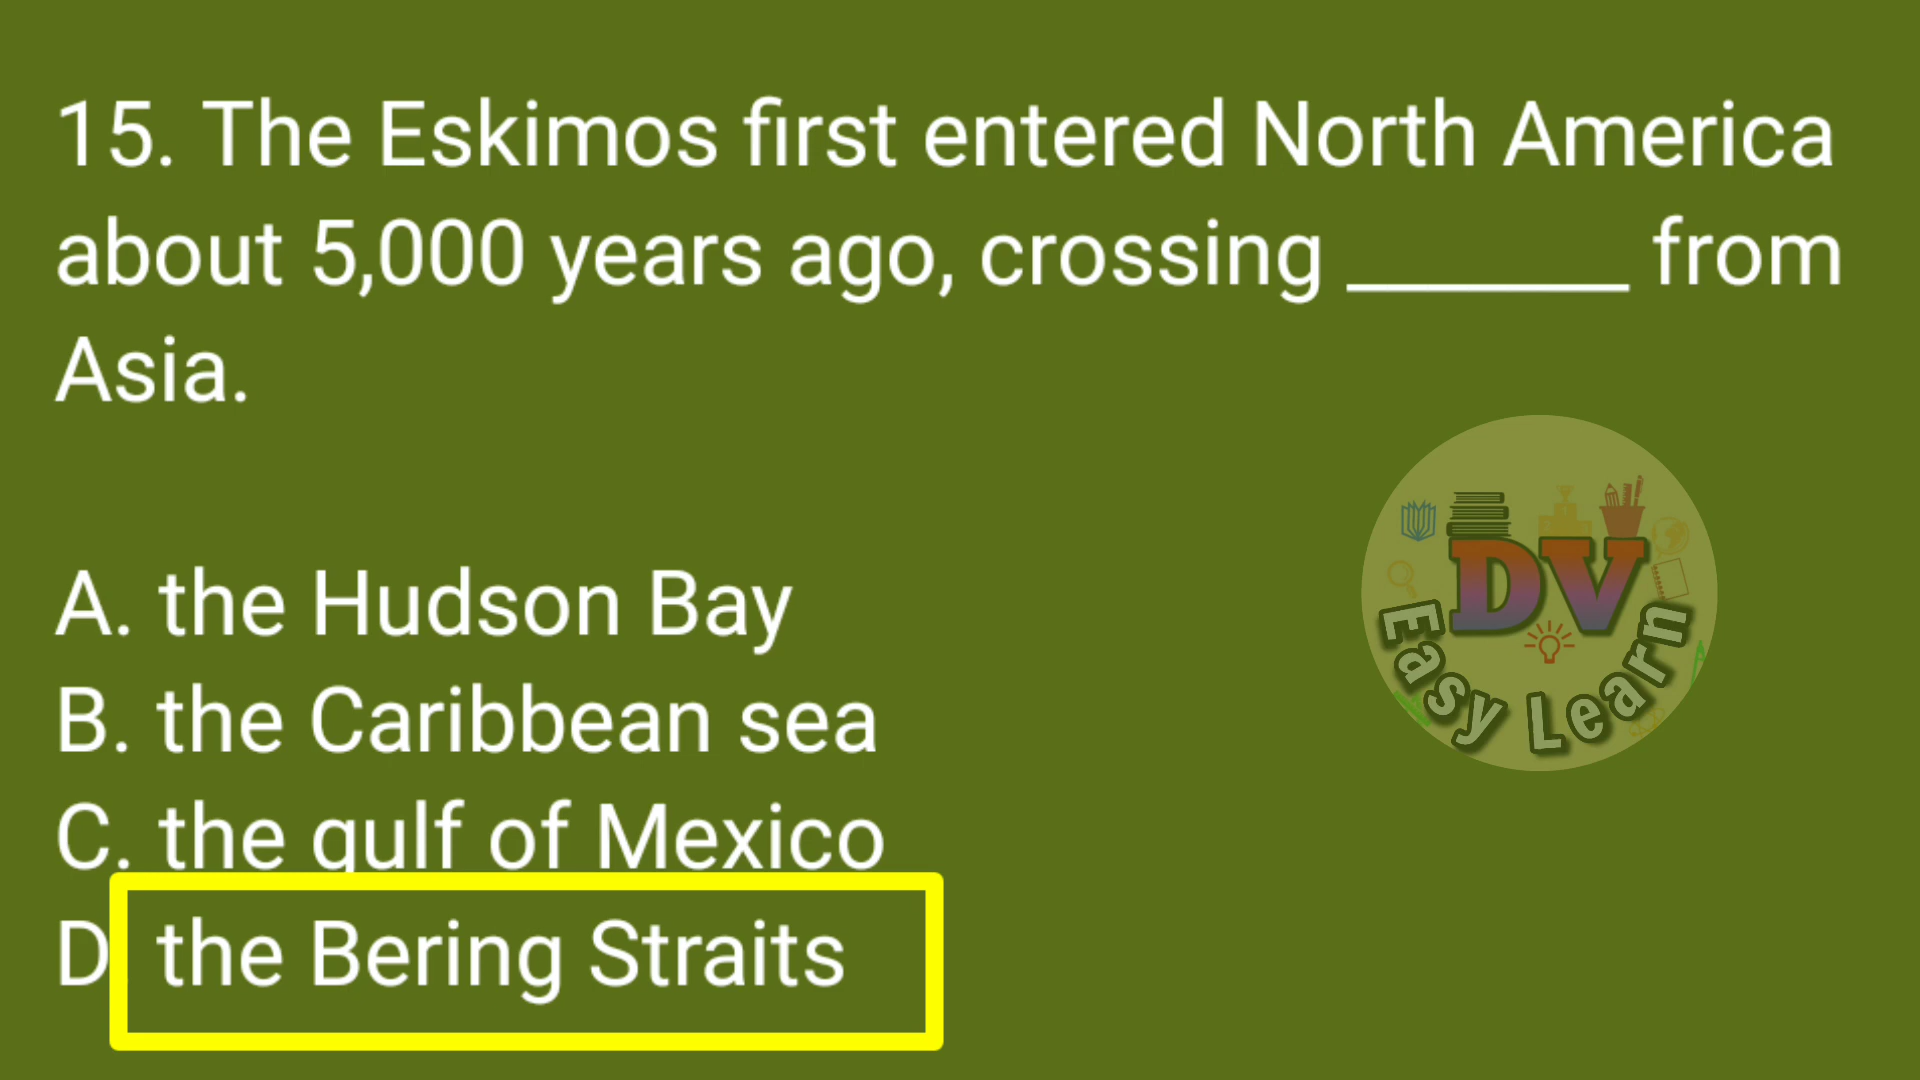 15. The Eskimos first entered North America
about 5,000 years ago, crossing ________ from
Asia.
A. the Hudson Bay
B. the Caribbean sea
C. the gulf of Mexico
D the Bering Straits
DV
Easy Learn